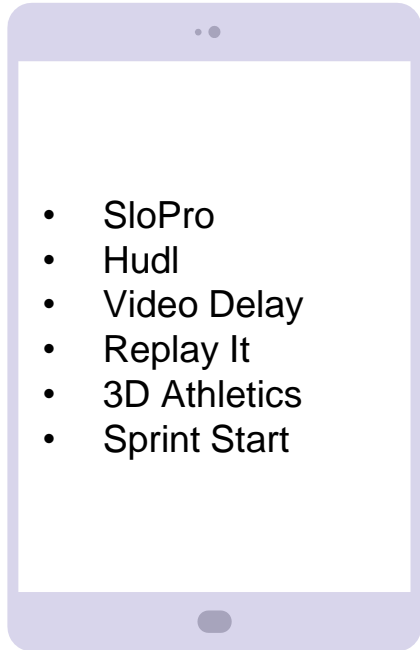 • SloPro
• Hudl
• Video Delay
• Replay It
• 3D Athletics
• Sprint Start